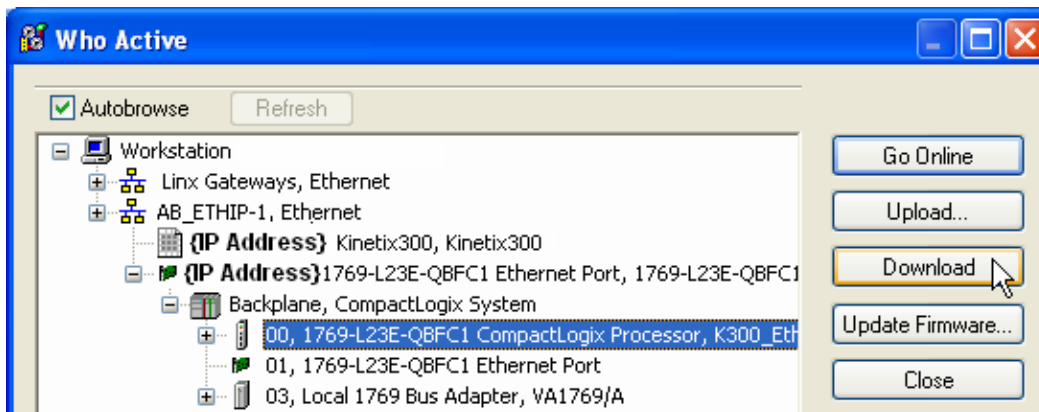 Who Active
Autobrowse Refresh
Workstation
Linx Gateways, Ethernet
AB_ETHIP-1, Ethernet
{IP Address} Kinetix300, Kinetix300
{IP Address}1769-L23E-QBFC1 Ethernet Port, 1769-L23E-QBFC1
Backplane, CompactLogix System
00, 1769-L23E-QBFC1 CompactLogix Processor, K300_Eth
01, 1769-L23E-QBFC1 Ethernet Port
03, Local 1769 Bus Adapter, VA1769/A
Go Online
Upload...
Download
Update Firmware...
Close